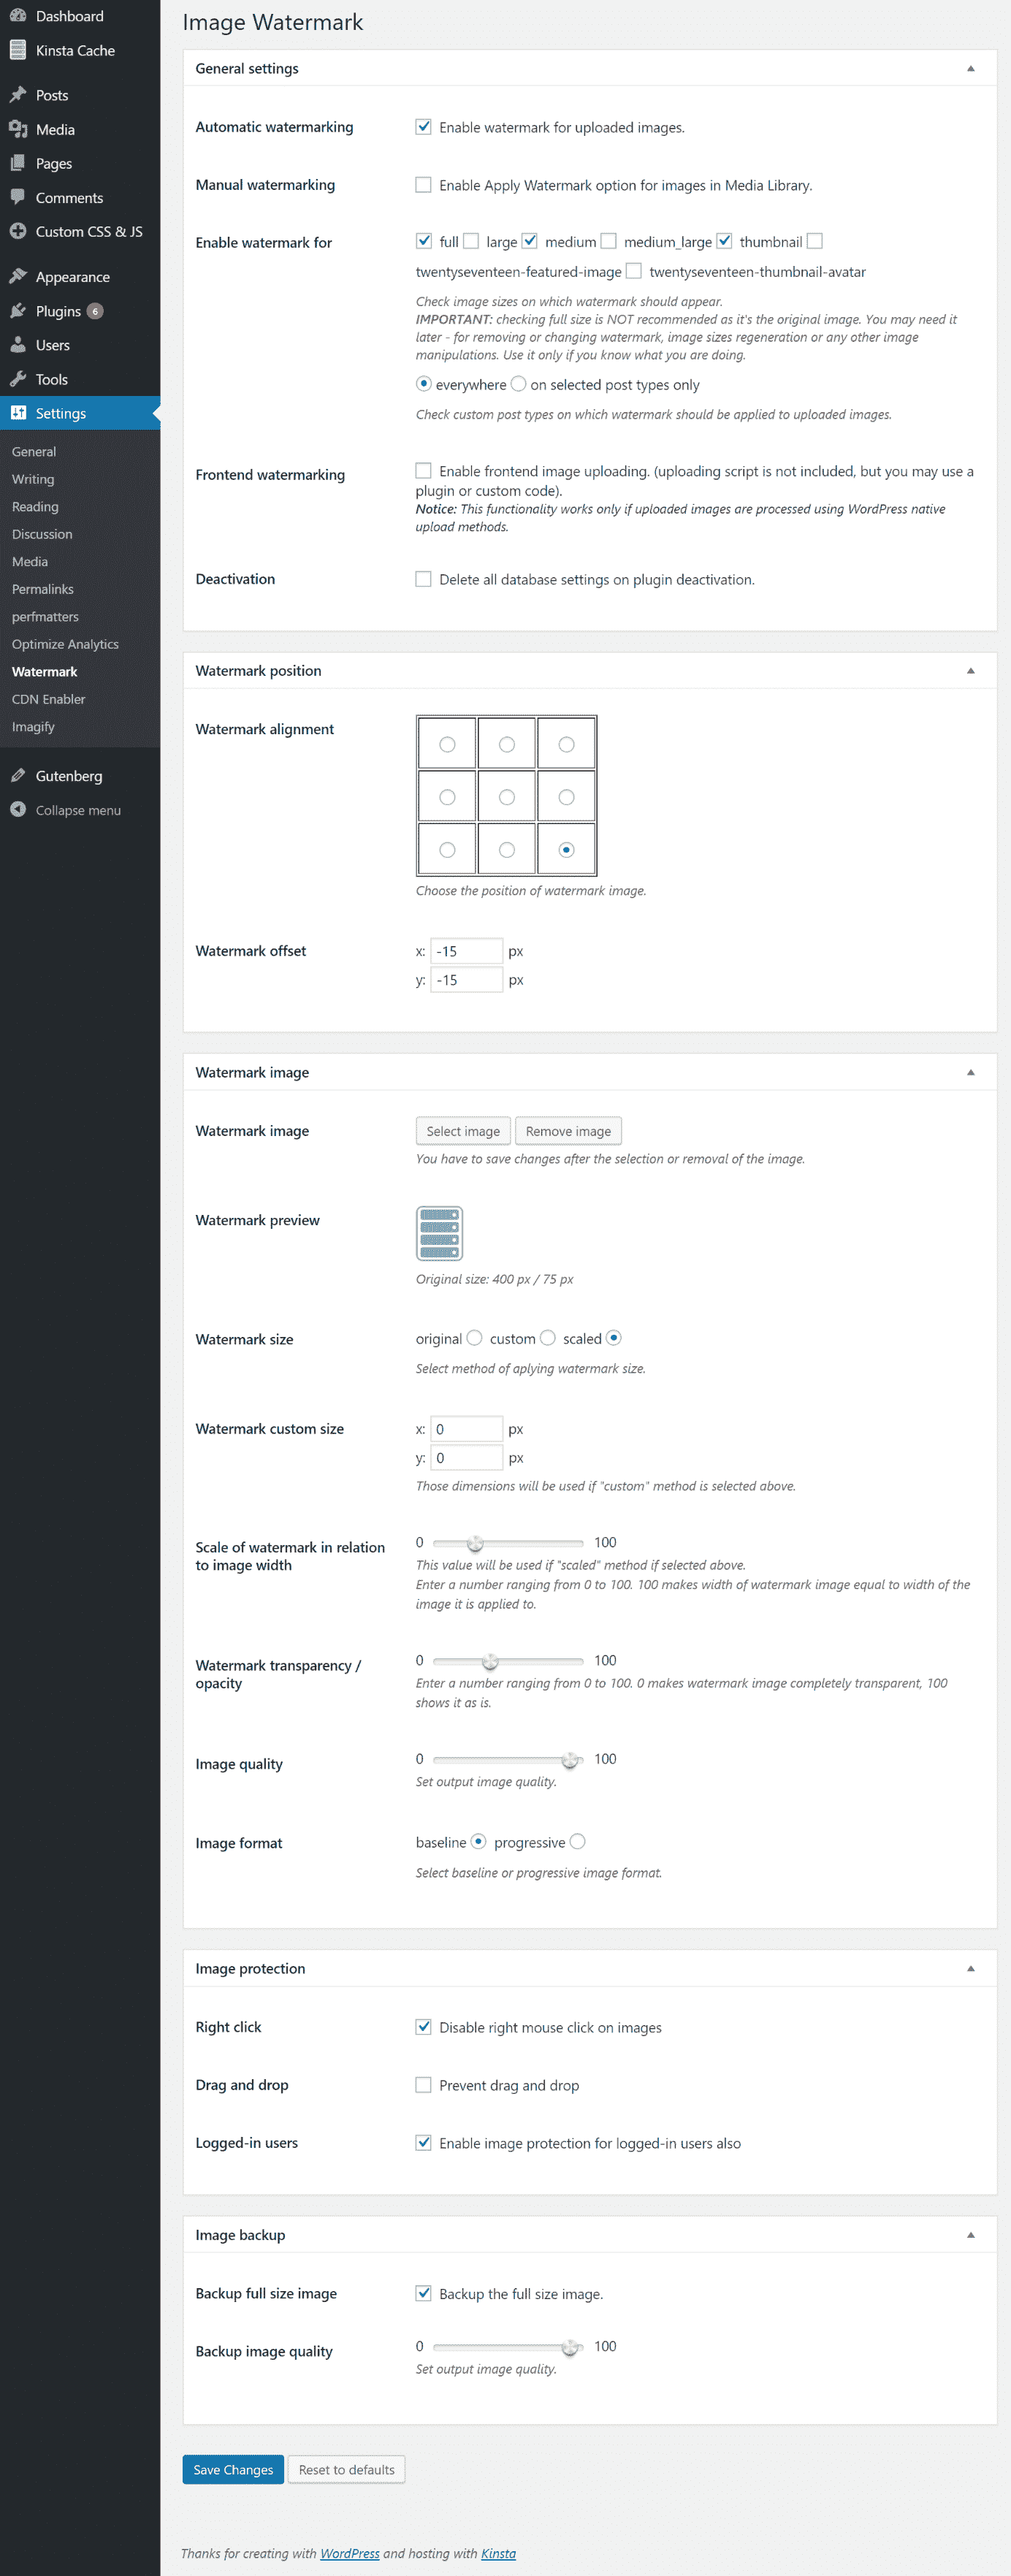 Dashboard
Kinsta Cache
Posts
Media
Pages
Comments
Custom CSS & JS
Appearance
Plugins 6
Users
Tools
Settings
General
Writing
Reading
Discussion
Media
Permalinks
perfmatters
Optimize Analytics
Watermark
CDN Enabler
Imagify
Gutenberg
Collapse menu
Image Watermark
General settings
Automatic watermarking
Enable watermark for uploaded images.
Manual watermarking
Enable Apply Watermark option for images in Media Library.
Enable watermark for
full large medium medium_large thumbnail
twentyseventeen-featured-image twentyseventeen-thumbnail-avatar
Check image sizes on which watermark should appear.
IMPORTANT: checking full size is NOT recommended as it's the original image. You may need it
later - for removing or changing watermark, image sizes regeneration or any other image
manipulations. Use it only if you know what you are doing.
everywhere on selected post types only
Check custom post types on which watermark should be applied to uploaded images.
Frontend watermarking
Enable frontend image uploading. (uploading script is not included, but you may use a
plugin or custom code).
Notice: This functionality works only if uploaded images are processed using WordPress native
upload methods.
Deactivation
Delete all database settings on plugin deactivation.
Watermark position
Watermark alignment
Choose the position of watermark image.
Watermark offset
x: -15 px
y: -15 px
Watermark image
Watermark image
Select image Remove image
You have to save changes after the selection or removal of the image.
Watermark preview
Original size: 400 px / 75 px
Watermark size
original custom scaled
Select method of aplying watermark size.
Watermark custom size
x: 0 px
y: 0 px
Those dimensions will be used if "custom" method is selected above.
Scale of watermark in relation
to image width
0 100
This value will be used if "scaled" method if selected above.
Enter a number ranging from 0 to 100. 100 makes width of watermark image equal to width of the
image it is applied to.
Watermark transparency /
opacity
0 100
Enter a number ranging from 0 to 100. 0 makes watermark image completely transparent, 100
shows it as is.
Image quality
0 100
Set output image quality.
Image format
baseline progressive
Select baseline or progressive image format.
Image protection
Right click
Disable right mouse click on images
Drag and drop
Prevent drag and drop
Logged-in users
Enable image protection for logged-in users also
Image backup
Backup full size image
Backup the full size image.
Backup image quality
0 100
Set output image quality.
Save Changes Reset to defaults
Thanks for creating with WordPress and hosting with Kinsta